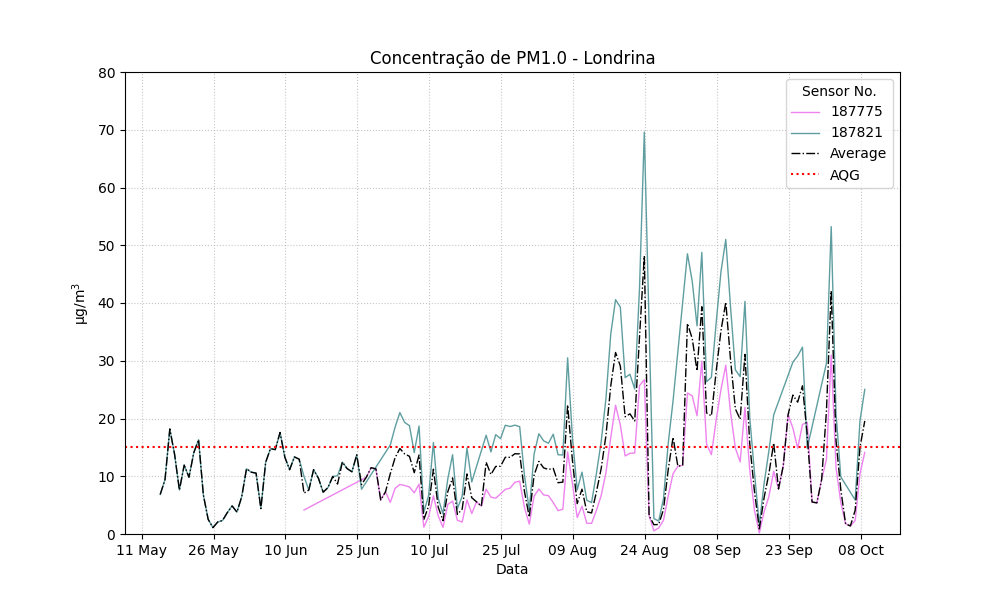 Concentração de PM1.0 - Londrina
80
70
60
50
40
30
20
10
0
µg/m³
Sensor No.
187775
187821
Average
AQG
11 May 26 May 10 Jun 25 Jun 10 Jul 25 Jul 09 Aug 24 Aug 08 Sep 23 Sep 08 Oct
Data